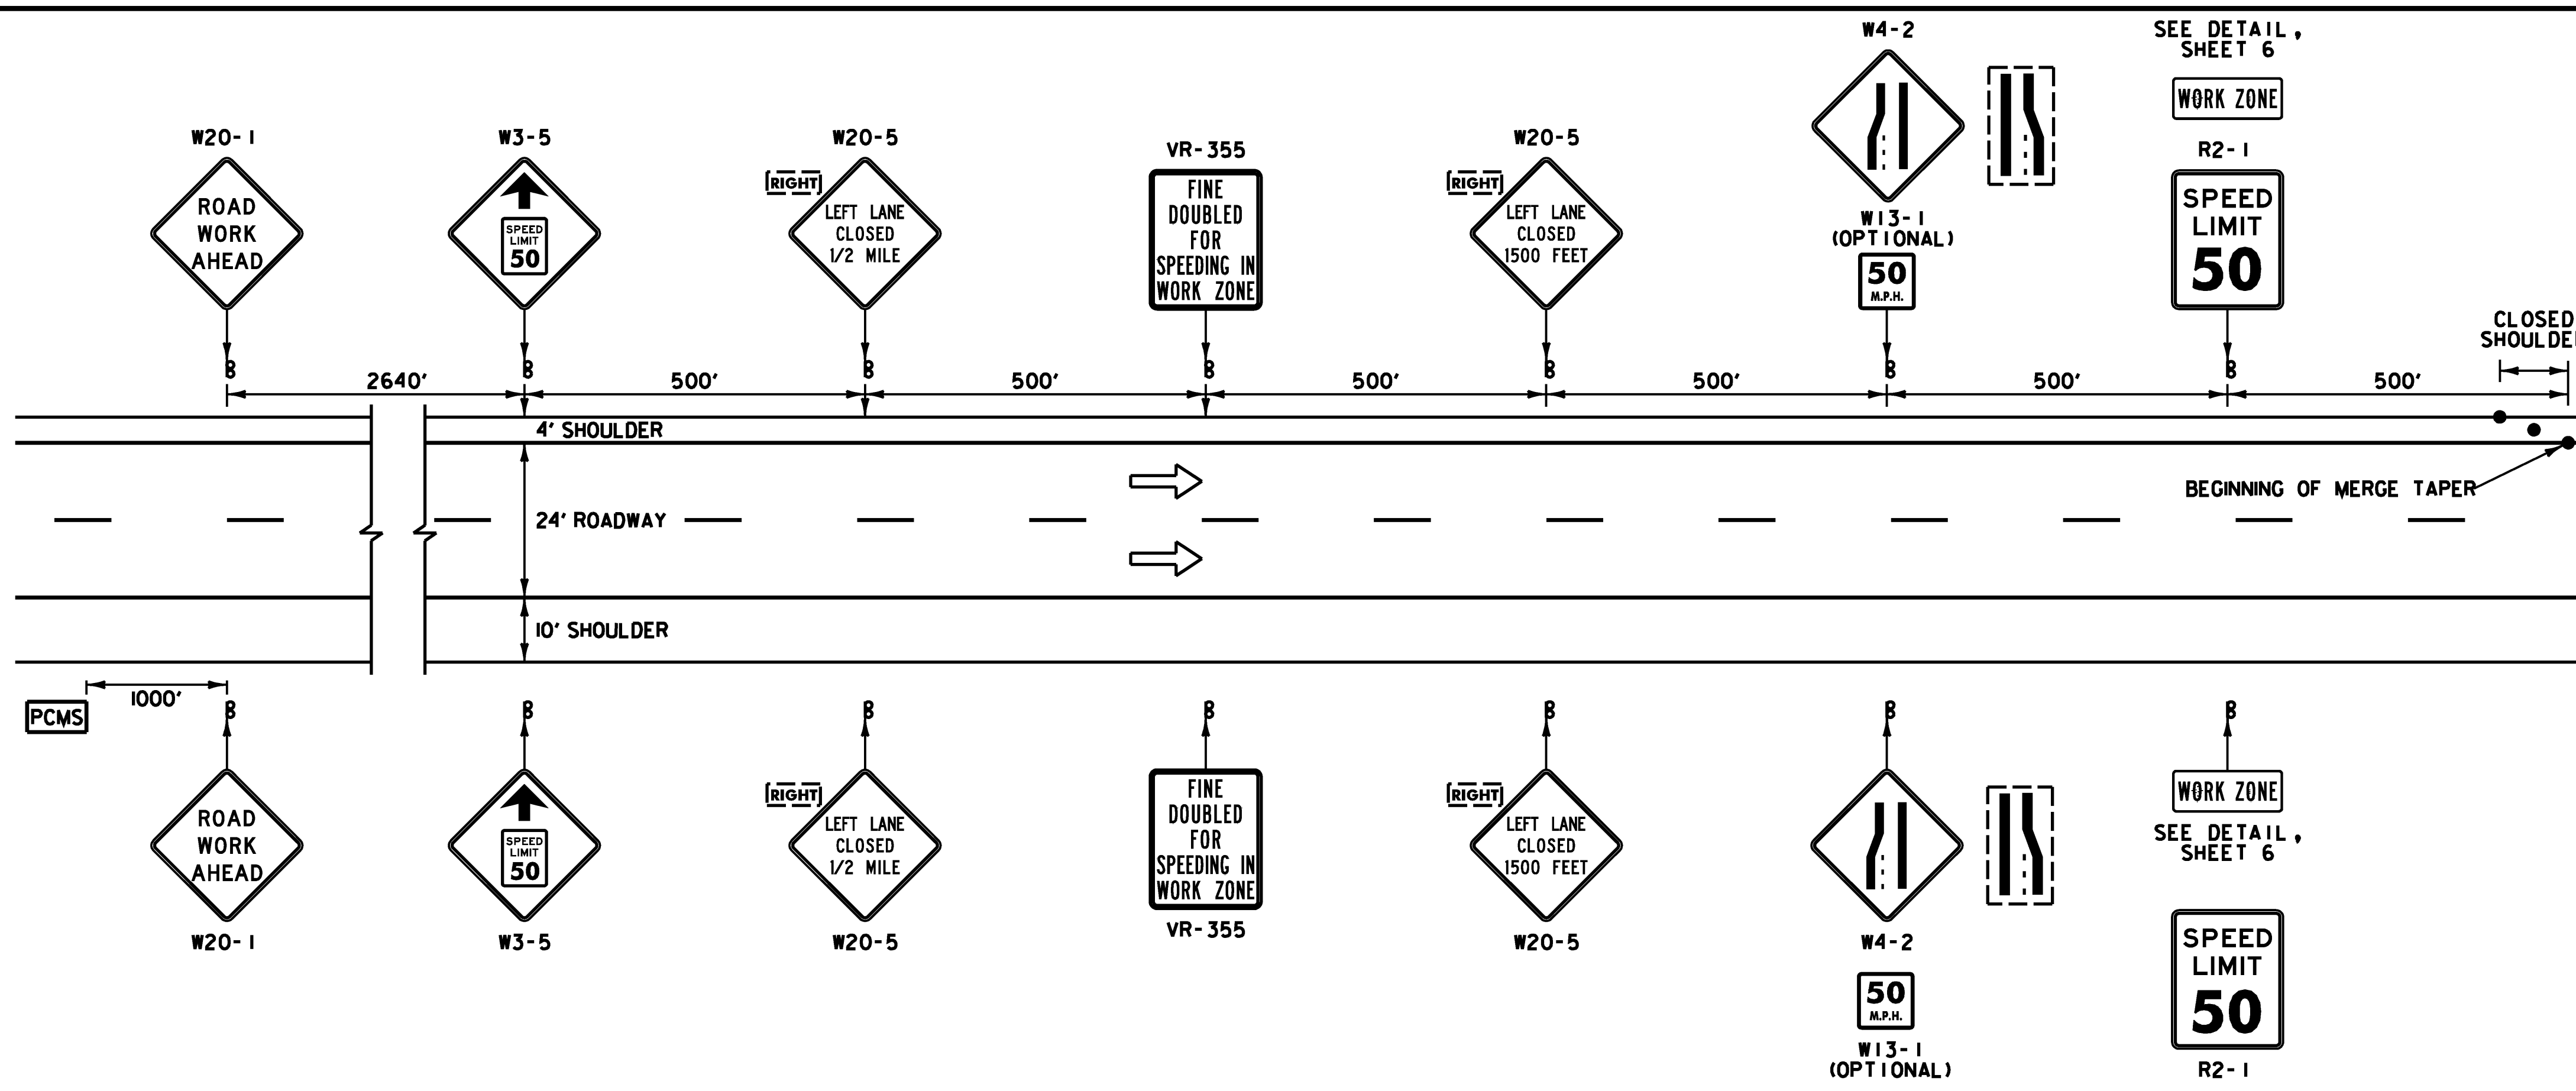 W4-2
SEE DETAIL,
SHEET 6
WORK ZONE
W20-1
W3-5
W20-5
VR-355
W20-5
R2-1
ROAD
WORK
AHEAD
SPEED
LIMIT
50
RIGHT
LEFT LANE
CLOSED
1/2 MILE
FINE
DOUBLED
FOR
SPEEDING IN
WORK ZONE
RIGHT
LEFT LANE
CLOSED
1500 FEET
W13-1
(OPTIONAL)
50
M.P.H.
SPEED
LIMIT
50
CLOSED
SHOULDE
2640'
500'
500'
500'
500'
500'
500'
4' SHOULDER
BEGINNING OF MERGE TAPER
24' ROADWAY
10' SHOULDER
1000'
PCMS
ROAD
WORK
AHEAD
W20-1
SPEED
LIMIT
50
W3-5
RIGHT
LEFT LANE
CLOSED
1/2 MILE
W20-5
FINE
DOUBLED
FOR
SPEEDING IN
WORK ZONE
VR-355
RIGHT
LEFT LANE
CLOSED
1500 FEET
W20-5
W4-2
50
M.P.H.
W13-1
(OPTIONAL)
WORK ZONE
SEE DETAIL,
SHEET 6
SPEED
LIMIT
50
R2-1